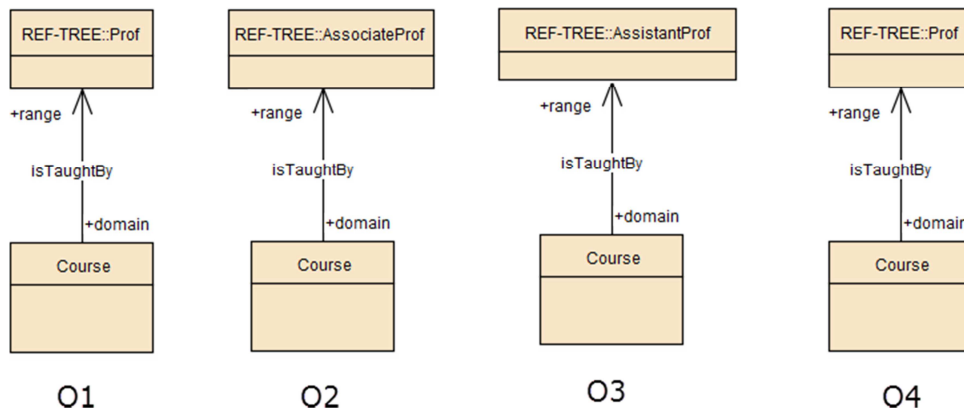 REF-TREE::Prof
+range
isTaughtBy
+domain
Course
O1
REF-TREE::AssociateProf
+range
isTaughtBy
+domain
Course
O2
REF-TREE::AssistantProf
+range
isTaughtBy
+domain
Course
O3
REF-TREE::Prof
+range
isTaughtBy
+domain
Course
O4